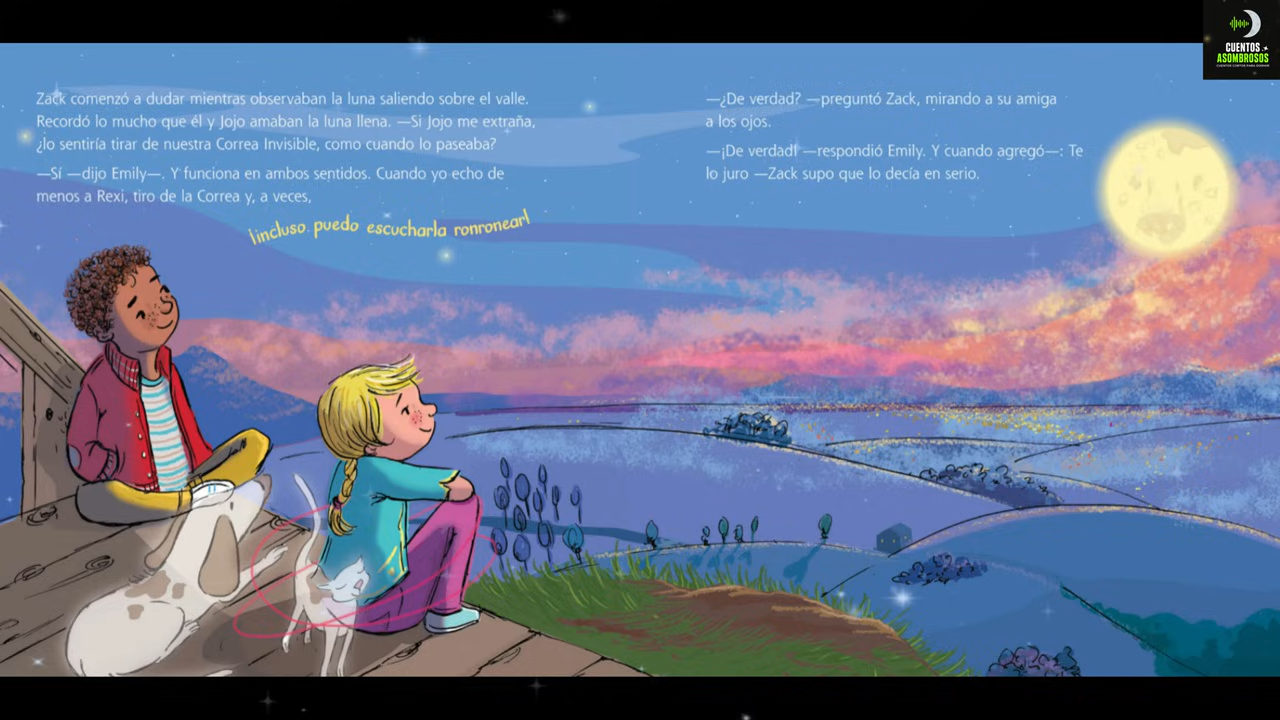 Zack comenzó a dudar mientras observaban la luna saliendo sobre el valle.
Recordó lo mucho que él y Jojo amaban la luna llena. —Si Jojo me extraña,
¿lo sentiría tirar de nuestra Correa Invisible, como cuando lo paseaba?
—Sí —dijo Emily—. Y funciona en ambos sentidos. Cuando yo echo de
menos a Rexi, tiro de la Correa y, a veces,
¡incluso puedo escucharla ronronear!
—¿De verdad? —preguntó Zack, mirando a su amiga
a los ojos.
—¡De verdad! —respondió Emily. Y cuando agregó—: Te
lo juro —Zack supo que lo decía en serio.
CUENTOS
ASOMBROSOS
CUENTOS CORTOS PARA DORMIR